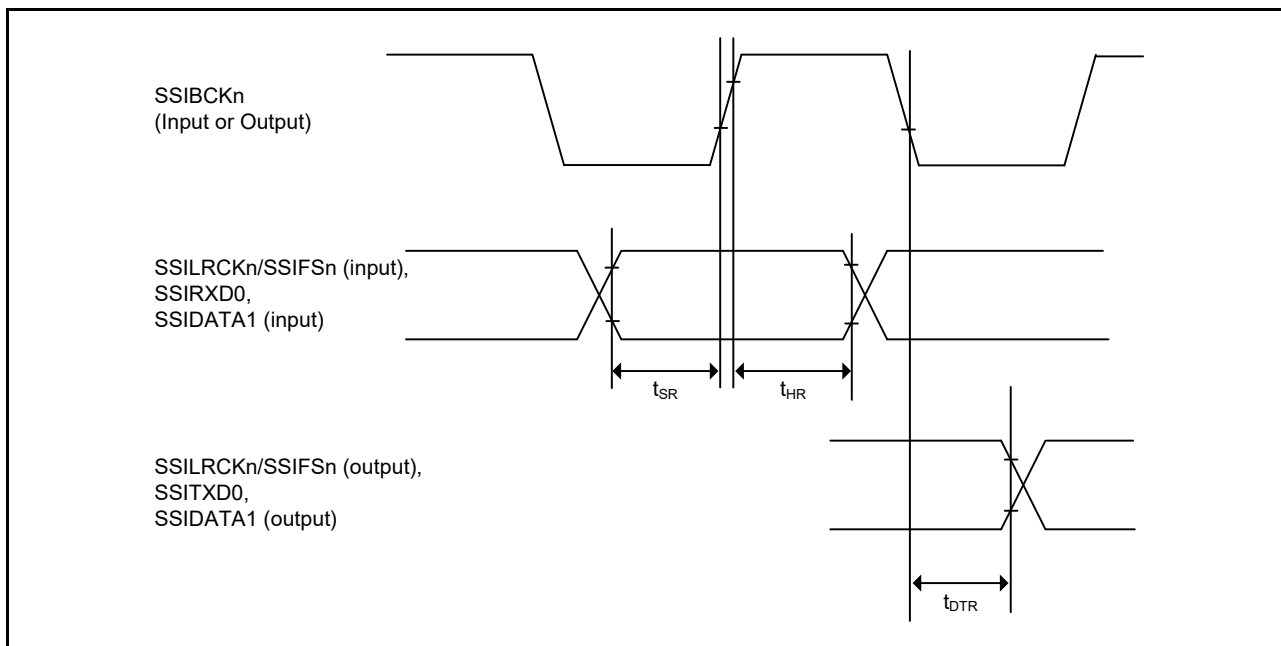 SSIBCKn
(Input or Output)
SSILRCKn/SSIFSn (input),
SSIRXD0,
SSIDATA1 (input)
tSR
tHR
SSILRCKn/SSIFSn (output),
SSITXD0,
SSIDATA1 (output)
tDTR